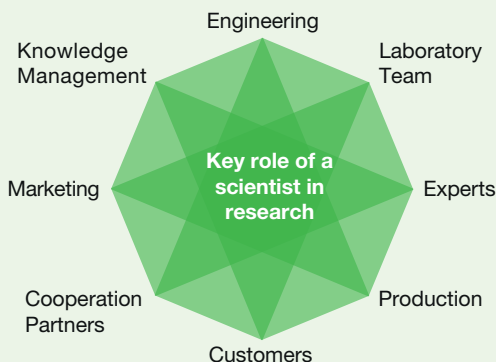 Engineering
Knowledge
Management
Laboratory
Team
Key role of a
scientist in
research
Marketing
Experts
Cooperation
Partners
Production
Customers